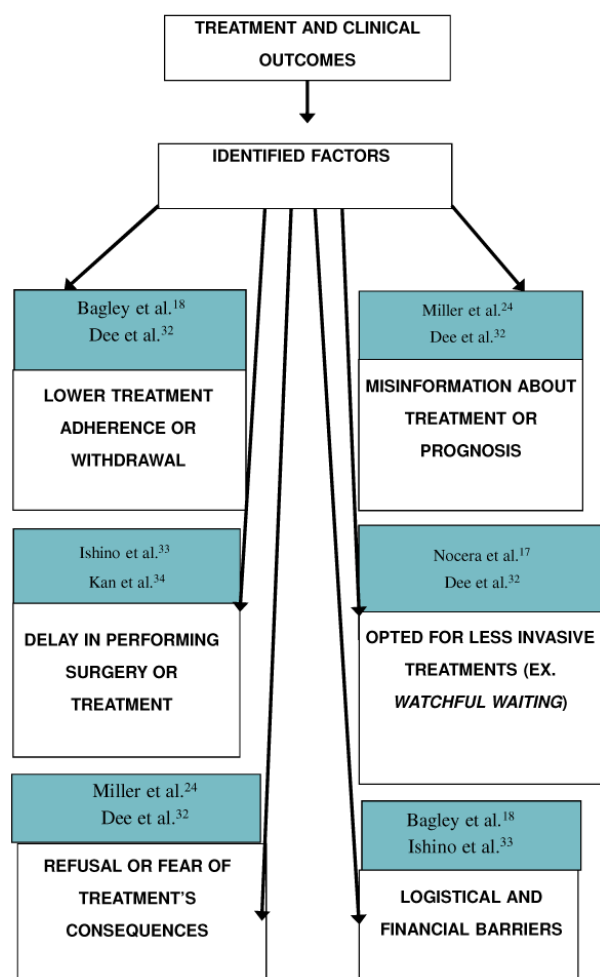 TREATMENT AND CLINICAL
OUTCOMES
IDENTIFIED FACTORS
Bagley et al.¹⁸
Dee et al.³²
LOWER TREATMENT
ADHERENCE OR
WITHDRAWAL
Miller et al.²⁴
Dee et al.³²
MISINFORMATION ABOUT
TREATMENT OR
PROGNOSIS
Ishino et al.³³
Kan et al.³⁴
DELAY IN PERFORMING
SURGERY OR
TREATMENT
Nocera et al.¹⁷
Dee et al.³²
OPTED FOR LESS INVASIVE
TREATMENTS (EX.
WATCHFUL WAITING)
Miller et al.²⁴
Dee et al.³²
REFUSAL OR FEAR OF
TREATMENT'S
CONSEQUENCES
Bagley et al.¹⁸
Ishino et al.³³
LOGISTICAL AND
FINANCIAL BARRIERS